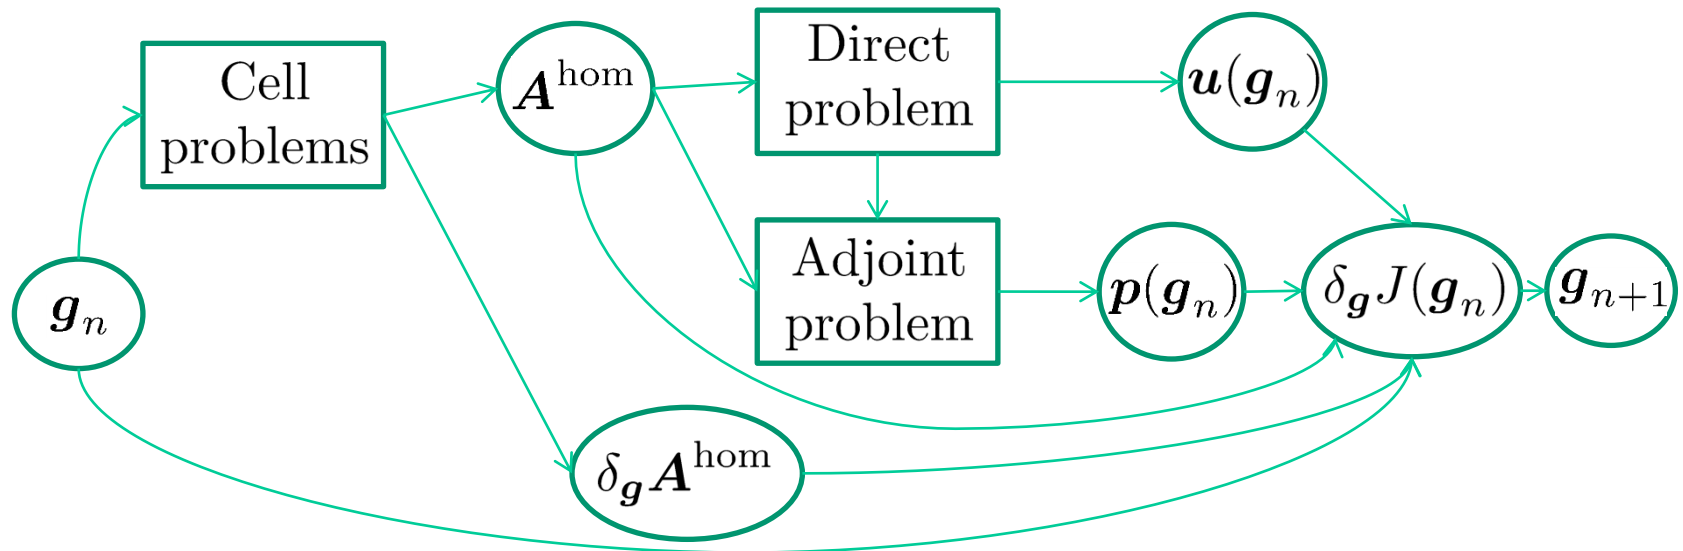 Cell
problems
A^hom
Direct
problem
u(g_n)
g_n
Adjoint
problem
p(g_n)
δ_g J(g_n)
g_{n+1}
δ_g A^hom